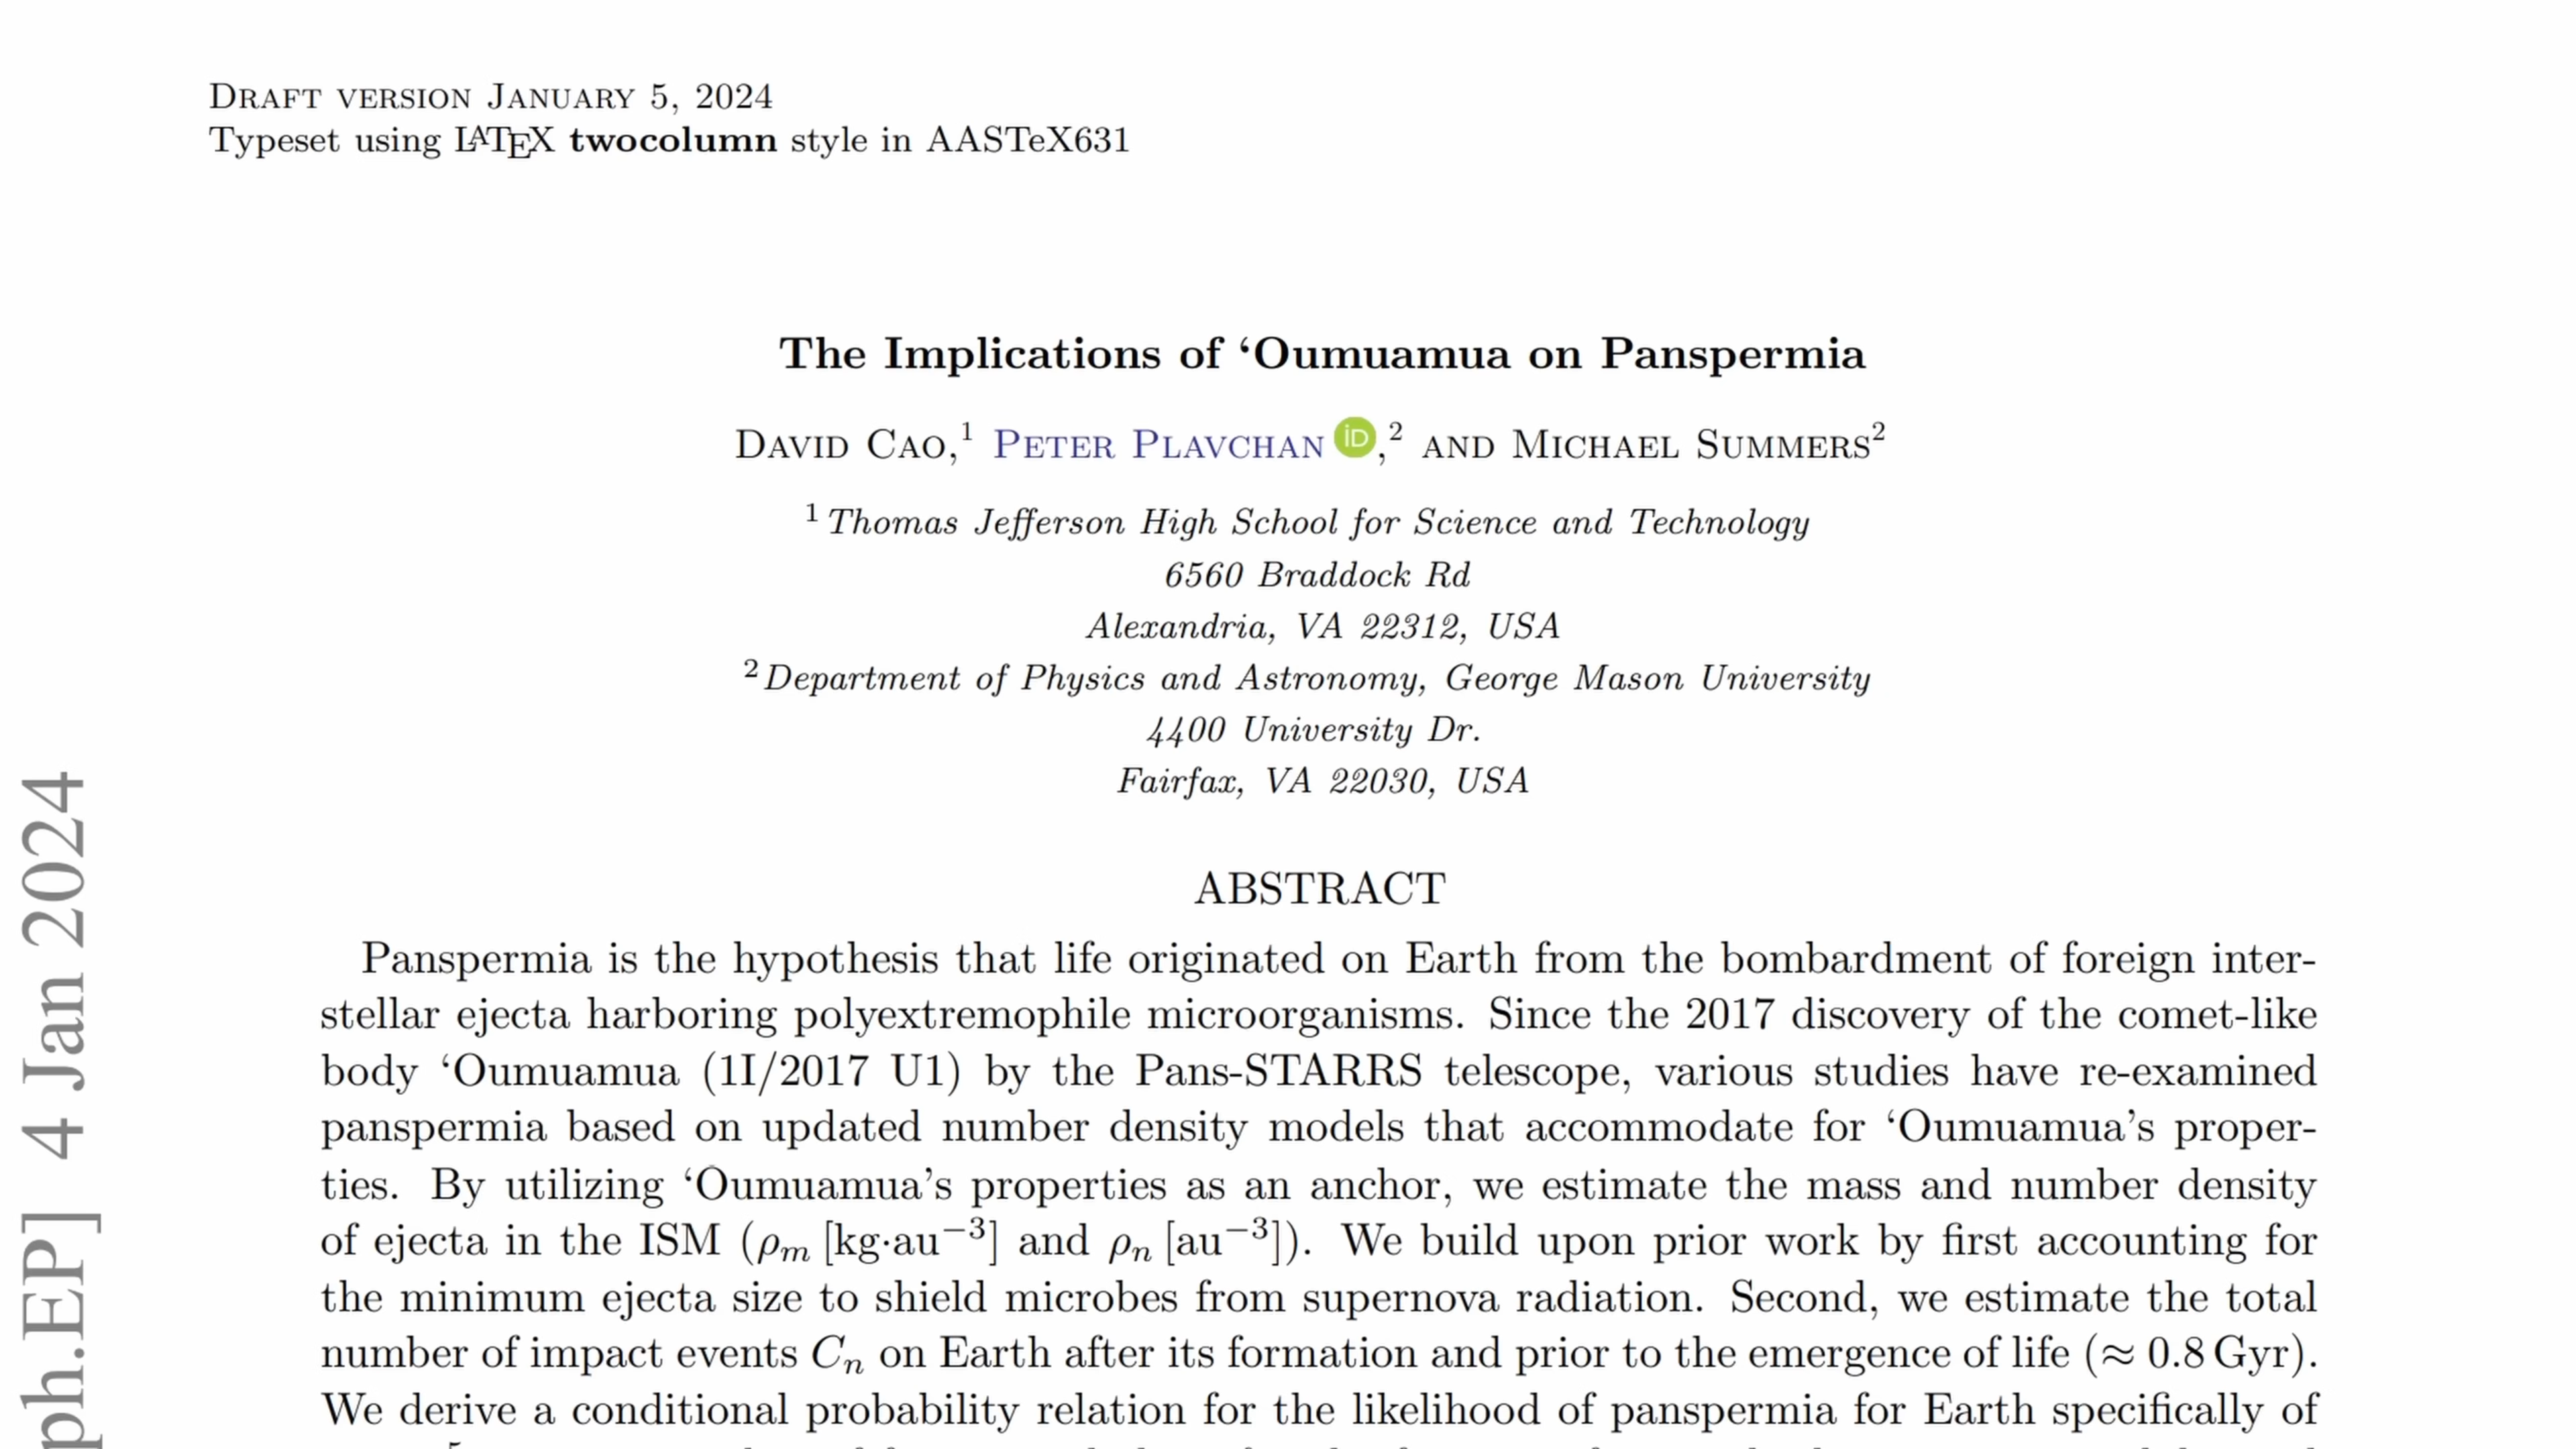 DRAFT VERSION JANUARY 5, 2024
Typeset using LATEX twocolumn style in AASTeX631
The Implications of ‘Oumuamua on Panspermia
DAVID CAO,¹ PETER PLAVCHAN iD,² AND MICHAEL SUMMERS²
¹ Thomas Jefferson High School for Science and Technology
6560 Braddock Rd
Alexandria, VA 22312, USA
² Department of Physics and Astronomy, George Mason University
4400 University Dr.
Fairfax, VA 22030, USA
ABSTRACT
Panspermia is the hypothesis that life originated on Earth from the bombardment of foreign inter-
stellar ejecta harboring polyextremophile microorganisms. Since the 2017 discovery of the comet-like
body ‘Oumuamua (1I/2017 U1) by the Pans-STARRS telescope, various studies have re-examined
panspermia based on updated number density models that accommodate for ‘Oumuamua’s proper-
ties. By utilizing ‘Oumuamua’s properties as an anchor, we estimate the mass and number density
of ejecta in the ISM (ρₘ [kg·au⁻³] and ρₙ [au⁻³]). We build upon prior work by first accounting for
the minimum ejecta size to shield microbes from supernova radiation. Second, we estimate the total
number of impact events Cₙ on Earth after its formation and prior to the emergence of life (≈ 0.8 Gyr).
We derive a conditional probability relation for the likelihood of panspermia for Earth specifically of
ph.EP] 4 Jan 2024